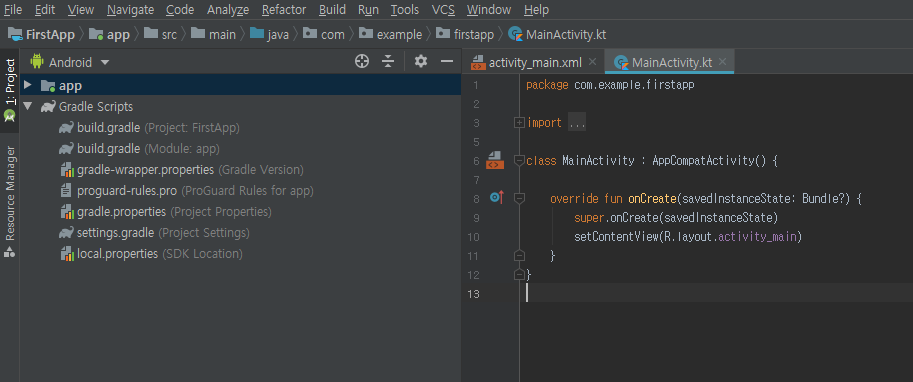 File Edit View Navigate Code Analyze Refactor Build Run Tools VCS Window Help
FirstApp app src main java com example firstapp MainActivity.kt
1: Project
Resource Manager
Android
app
Gradle Scripts
build.gradle (Project: FirstApp)
build.gradle (Module: app)
gradle-wrapper.properties (Gradle Version)
proguard-rules.pro (ProGuard Rules for app)
gradle.properties (Project Properties)
settings.gradle (Project Settings)
local.properties (SDK Location)
activity_main.xml MainActivity.kt
1 package com.example.firstapp
2
3 import ...
5
6 class MainActivity : AppCompatActivity() {
7
8 override fun onCreate(savedInstanceState: Bundle?) {
9 super.onCreate(savedInstanceState)
10 setContentView(R.layout.activity_main)
11 }
12 }
13